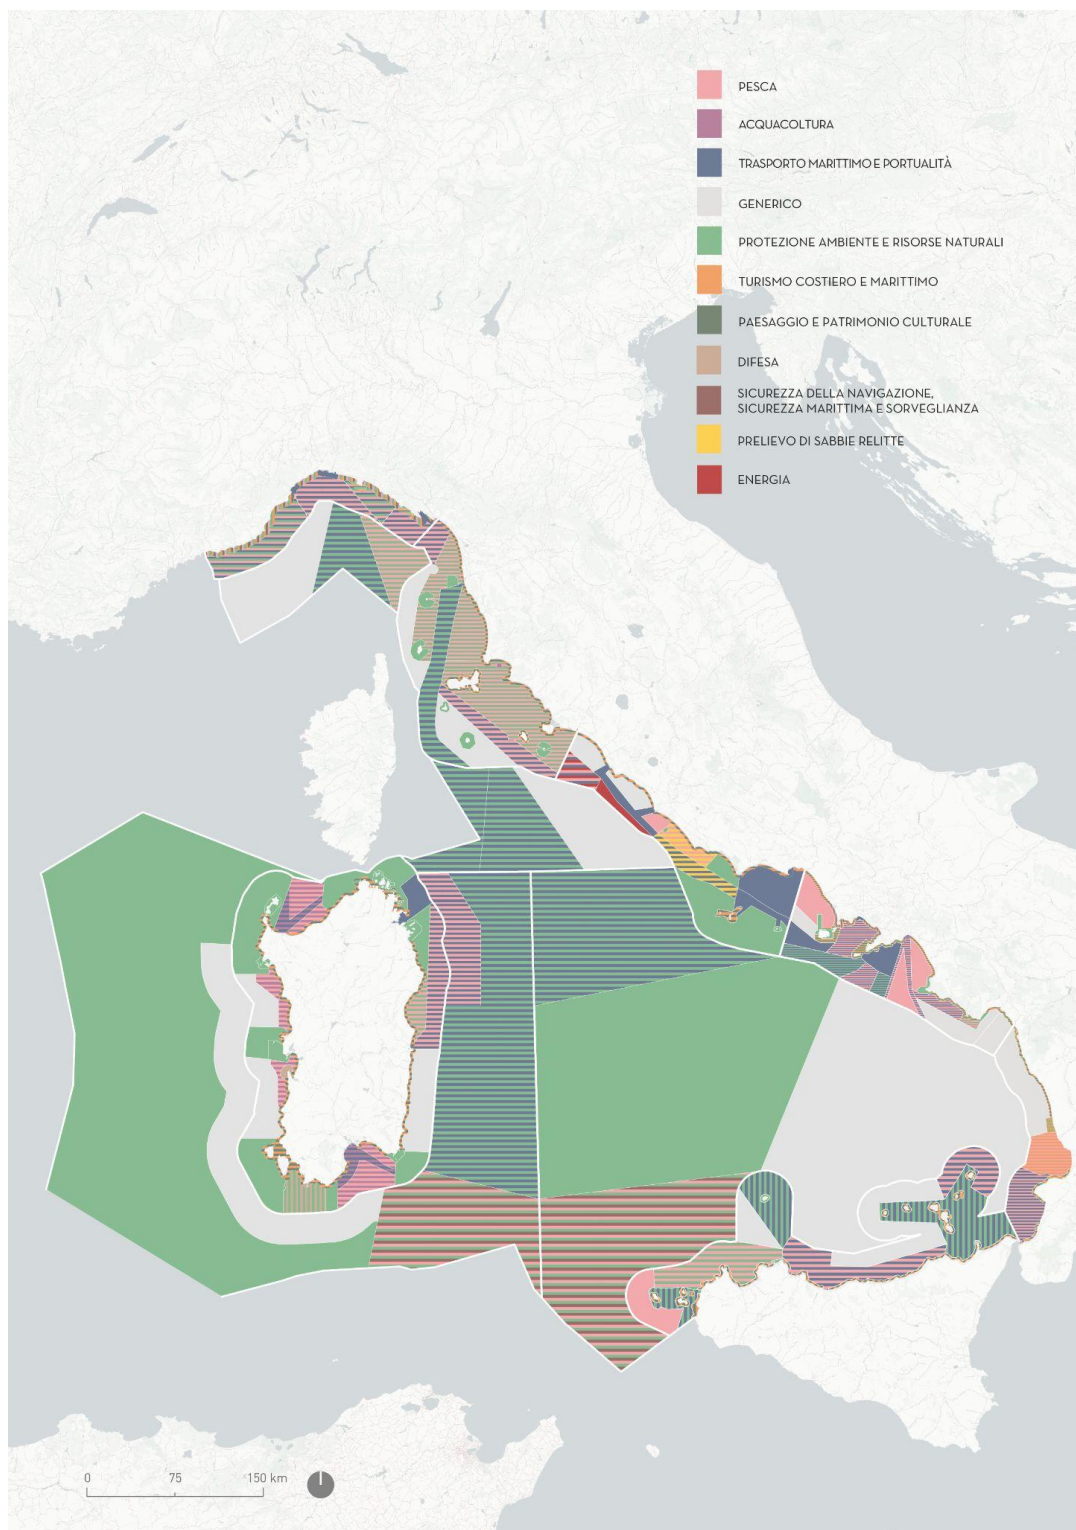 PESCA
ACQUACOLTURA
TRASPORTO MARITTIMO E PORTUALITÀ
GENERICO
PROTEZIONE AMBIENTE E RISORSE NATURALI
TURISMO COSTIERO E MARITTIMO
PAESAGGIO E PATRIMONIO CULTURALE
DIFESA
SICUREZZA DELLA NAVIGAZIONE,
SICUREZZA MARITTIMA E SORVEGLIANZA
PRELIEVO DI SABBIE RELITTE
ENERGIA
0 75 150 km